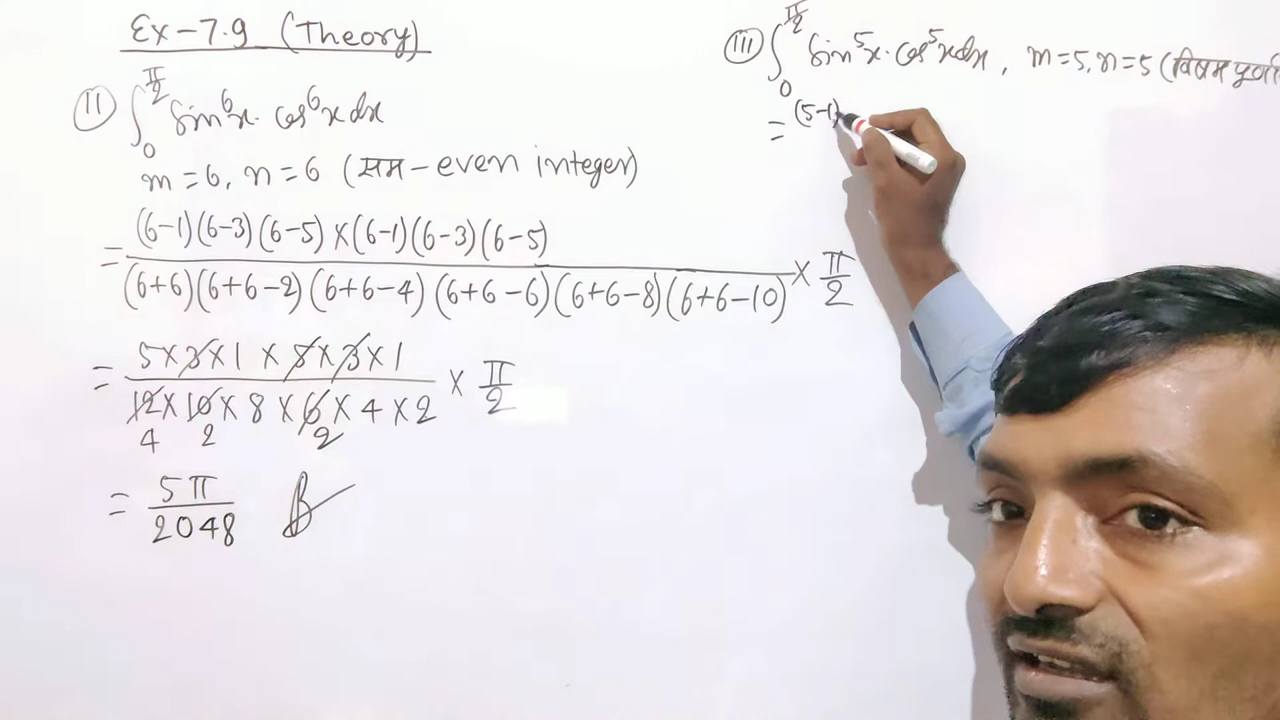 Ex-7.9 (Theory)
(II) ∫₀^(π/2) Sin⁶x. cos⁶x dx
m=6, n=6 (सम-even integer)
= (6-1)(6-3)(6-5)×(6-1)(6-3)(6-5)
(6+6)(6+6-2)(6+6-4)(6+6-6)(6+6-8)(6+6-10) × π/2
= 5×3×1×5×3×1
12×10×8×6×4×2 × π/2
4 2 2
= 5π
2048
(III) ∫₀^(π/2) Sin⁵x. cos⁵x dx, m=5, n=5 (विषम
= (5-1)